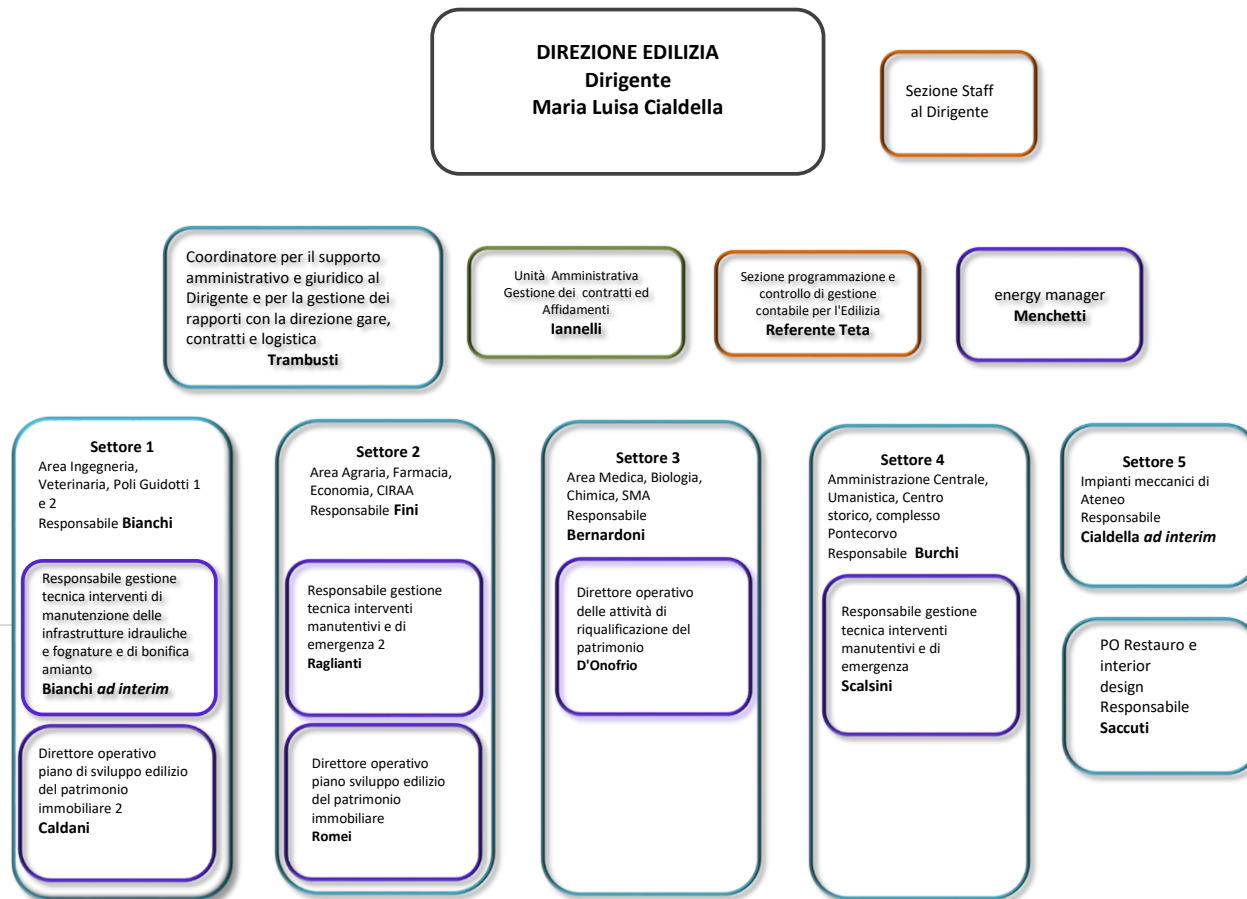 DIREZIONE EDILIZIA
Dirigente
Maria Luisa Cialdella
Sezione Staff
al Dirigente
Coordinatore per il supporto
amministrativo e giuridico al
Dirigente e per la gestione dei
rapporti con la direzione gare,
contratti e logistica
Trambusti
Unità Amministrativa
Gestione dei contratti ed
Affidamenti
Iannelli
Sezione programmazione e
controllo di gestione
contabile per l'Edilizia
Referente Teta
energy manager
Menchetti
Settore 1
Area Ingegneria,
Veterinaria, Poli Guidotti 1
e 2
Responsabile Bianchi
Responsabile gestione
tecnica interventi di
manutenzione delle
infrastrutture idrauliche
e fognature e di bonifica
amianto
Bianchi ad interim
Direttore operativo
piano di sviluppo edilizio
del patrimonio
immobiliare 2
Caldani
Settore 2
Area Agraria, Farmacia,
Economia, CIRAA
Responsabile Fini
Responsabile gestione
tecnica interventi
manutentivi e di
emergenza 2
Raglianti
Direttore operativo
piano sviluppo edilizio
del patrimonio
immobiliare
Romei
Settore 3
Area Medica, Biologia,
Chimica, SMA
Responsabile
Bernardoni
Direttore operativo
delle attività di
riqualificazione del
patrimonio
D'Onofrio
Settore 4
Amministrazione Centrale,
Umanistica, Centro
storico, complesso
Pontecorvo
Responsabile Burchi
Responsabile gestione
tecnica interventi
manutentivi e di
emergenza
Scalsini
Settore 5
Impianti meccanici di
Ateneo
Responsabile
Cialdella ad interim
PO Restauro e
interior
design
Responsabile
Saccuti